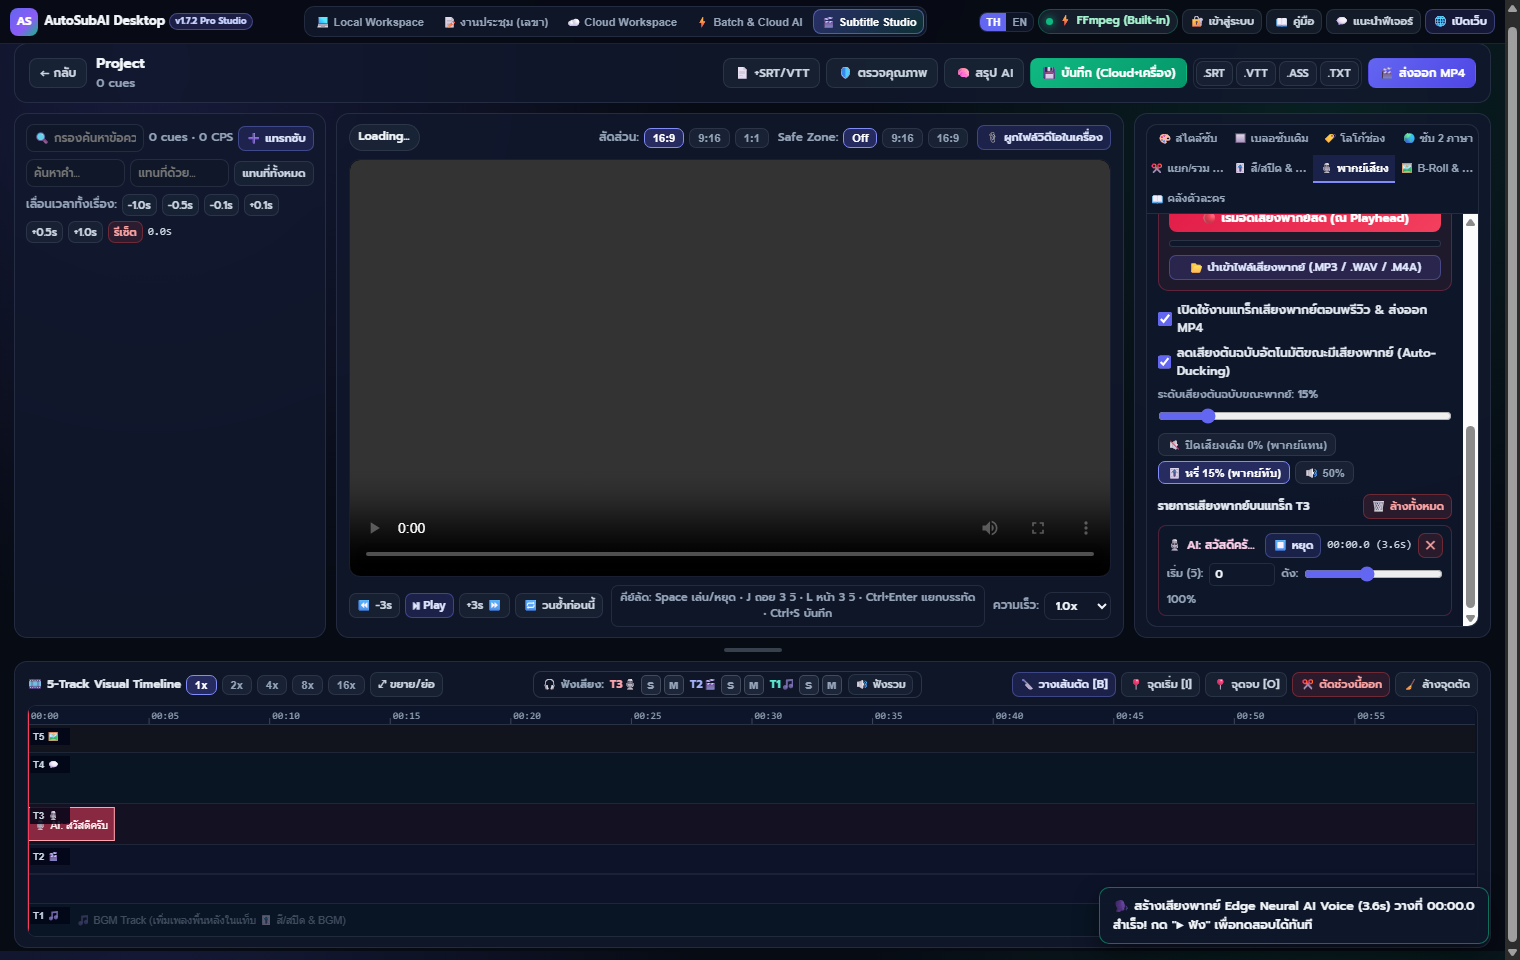 AS AutoSubAI Desktop v1.7.2 Pro Studio Local Workspace งานประชุม (เลขา) Cloud Workspace Batch & Cloud AI Subtitle Studio TH EN FFmpeg (Built-in) เข้าสู่ระบบ คู่มือ แนะนำฟีเจอร์ เปิดเว็บ
← กลับ Project
0 cues
+SRT/VTT ตรวจคุณภาพ สรุป AI บันทึก (Cloud+เครื่อง) .SRT .VTT .ASS .TXT ส่งออก MP4
กรองค้นหาข้อคว 0 cues • 0 CPS + แทรกซับ
ค้นหาคำ... แทนที่ด้วย... แทนที่ทั้งหมด
เลื่อนเวลาทั้งเรื่อง: -1.0s -0.5s -0.1s +0.1s
+0.5s +1.0s รีเซ็ต 0.0s
Loading... สัดส่วน: 16:9 9:16 1:1 Safe Zone: Off 9:16 16:9 ผูกไฟล์วิดีโอในเครื่อง
0:00
-3s Play +3s วนซ้ำท่อนนี้
คีย์ลัด: Space เล่น/หยุด • J ถอย 3 วิ • L หน้า 3 วิ • Ctrl+Enter แยกบรรทัด
• Ctrl+S บันทึก
ความเร็ว: 1.0x
สไตล์ซับ เบลอซับเดิม โลโก้ช่อง ซับ 2 ภาษา
แยก/รวม ... สี/สปีด & ... พากย์เสียง B-Roll & ...
คลังตัวละคร
เริ่มอัดเสียงพากย์สด (ณ Playhead)
นำเข้าไฟล์เสียงพากย์ (.MP3 / .WAV / .M4A)
เปิดใช้งานแทร็กเสียงพากย์ตอนพรีวิว & ส่งออก
MP4
ลดเสียงต้นฉบับอัตโนมัติขณะมีเสียงพากย์ (Auto-
Ducking)
ระดับเสียงต้นฉบับขณะพากย์: 15%
ปิดเสียงเดิม 0% (พากย์แทน)
หรี่ 15% (พากย์ทับ) 50%
รายการเสียงพากย์บนแทร็ก T3 ล้างทั้งหมด
AI: สวัสดีครั... หยุด 00:00.0 (3.6s) ✕
เริ่ม (วิ): 0 ดัง:
100%
5-Track Visual Timeline 1x 2x 4x 8x 16x ขยาย/ย่อ ฟังเสียง: T3 S M T2 S M T1 S M ฟังรวม วางเส้นตัด [B] จุดเริ่ม [I] จุดจบ [O] ตัดช่วงนี้ออก ล้างจุดตัด
00:00 00:05 00:10 00:15 00:20 00:25 00:30 00:35 00:40 00:45 00:50 00:55
T5
T4
T3
AI: สวัสดีครับ
T2
T1 BGM Track (เพิ่มเพลงพื้นหลังในแท็บ สี/สปีด & BGM)
สร้างเสียงพากย์ Edge Neural AI Voice (3.6s) วางที่ 00:00.0
สำเร็จ! กด "► ฟัง" เพื่อทดสอบได้ทันที